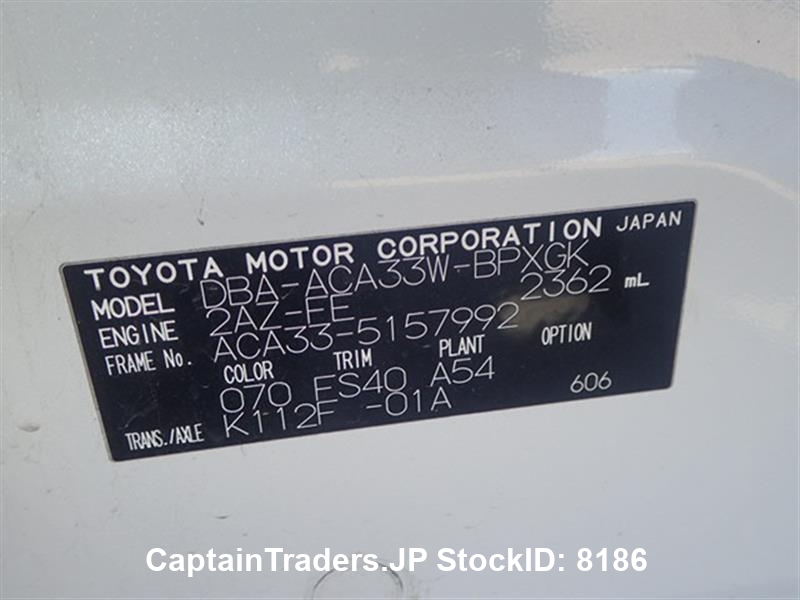 TOYOTA MOTOR CORPORATION JAPAN
MODEL DBA-ACA33W-BPXGK
ENGINE 2AZ-FE 2362 mL
FRAME No. ACA33-5157992
COLOR TRIM PLANT OPTION
070 FS40 A54
TRANS./AXLE K112F -01A 606
CaptainTraders.JP StockID: 8186